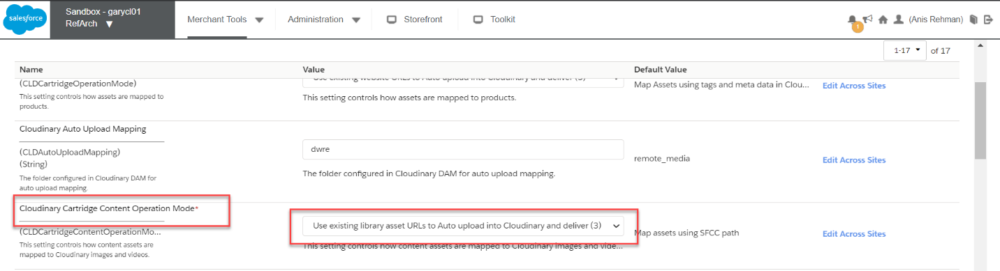 salesforce
Sandbox - garycl01
RefArch
Merchant Tools
Administration
Storefront
Toolkit
1
(Anis Rehman)
1-17 of 17
Name Value Default Value
(CLDCartridgeOperationMode)
Use existing website URLs to Auto upload into Cloudinary and deliver (3)
Map Assets using tags and meta data in Clou...
Edit Across Sites
This setting controls how assets are mapped to
products.
This setting controls how assets are mapped to products.
Cloudinary Auto Upload Mapping
(CLDAutoUploadMapping)
(String)
The folder configured in Cloudinary DAM for
auto upload mapping.
dwre
The folder configured in Cloudinary DAM for auto upload mapping.
remote_media
Edit Across Sites
Cloudinary Cartridge Content Operation Mode*
(CLDCartridgeContentOperationMo...
This setting controls how content assets are
mapped to Cloudinary images and videos.
Use existing library asset URLs to Auto upload into Cloudinary and deliver (3)
This setting controls how content assets are mapped to Cloudinary images and vide...
Map assets using SFCC path
Edit Across Sites